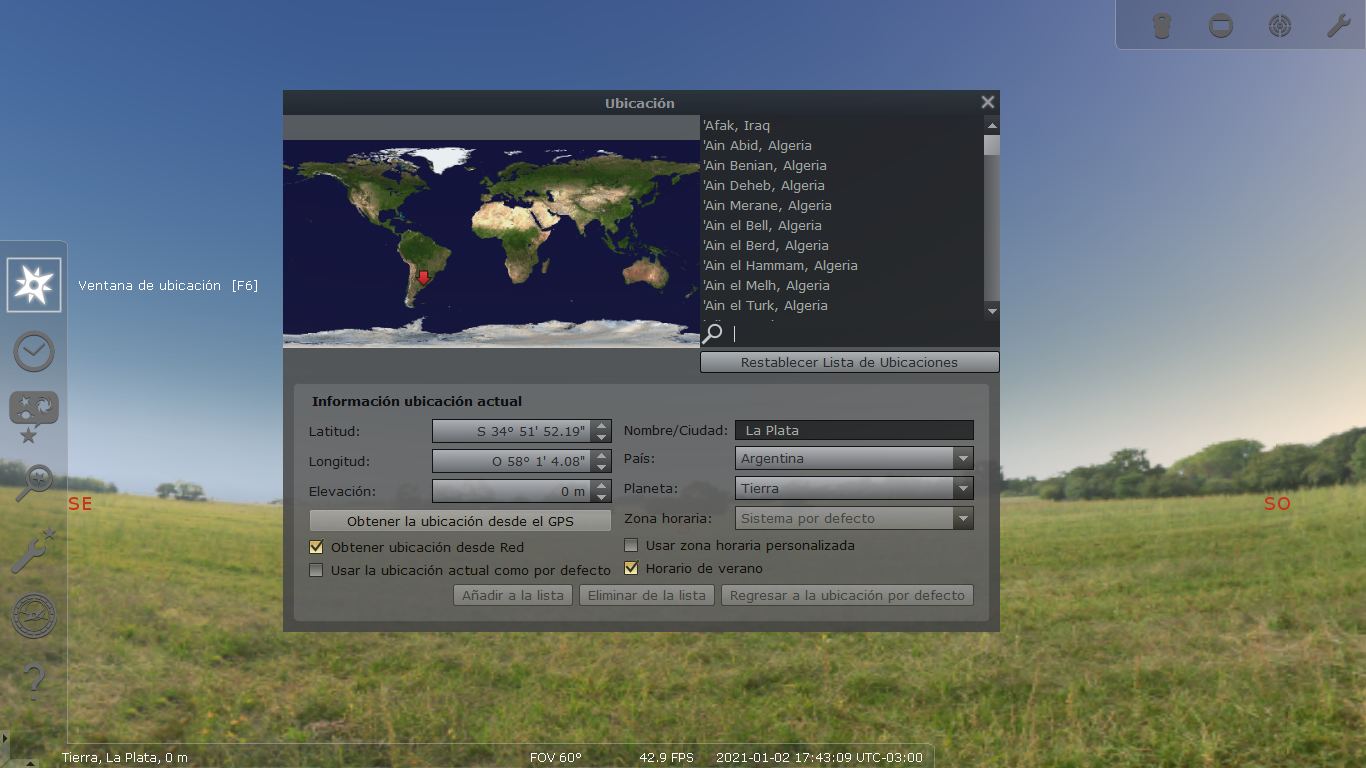 Ubicación
'Afak, Iraq
'Ain Abid, Algeria
'Ain Benian, Algeria
'Ain Deheb, Algeria
'Ain Merane, Algeria
'Ain el Bell, Algeria
'Ain el Berd, Algeria
'Ain el Hammam, Algeria
'Ain el Melh, Algeria
'Ain el Turk, Algeria
Restablecer Lista de Ubicaciones
Ventana de ubicación [F6]
Información ubicación actual
Latitud: S 34° 51' 52.19"
Longitud: O 58° 1' 4.08"
Elevación: 0 m
Obtener la ubicación desde el GPS
Obtener ubicación desde Red
Usar la ubicación actual como por defecto
Nombre/Ciudad: La Plata
País: Argentina
Planeta: Tierra
Zona horaria: Sistema por defecto
Usar zona horaria personalizada
Horario de verano
Añadir a la lista Eliminar de la lista Regresar a la ubicación por defecto
SE
SO
Tierra, La Plata, 0 m FOV 60° 42.9 FPS 2021-01-02 17:43:09 UTC-03:00